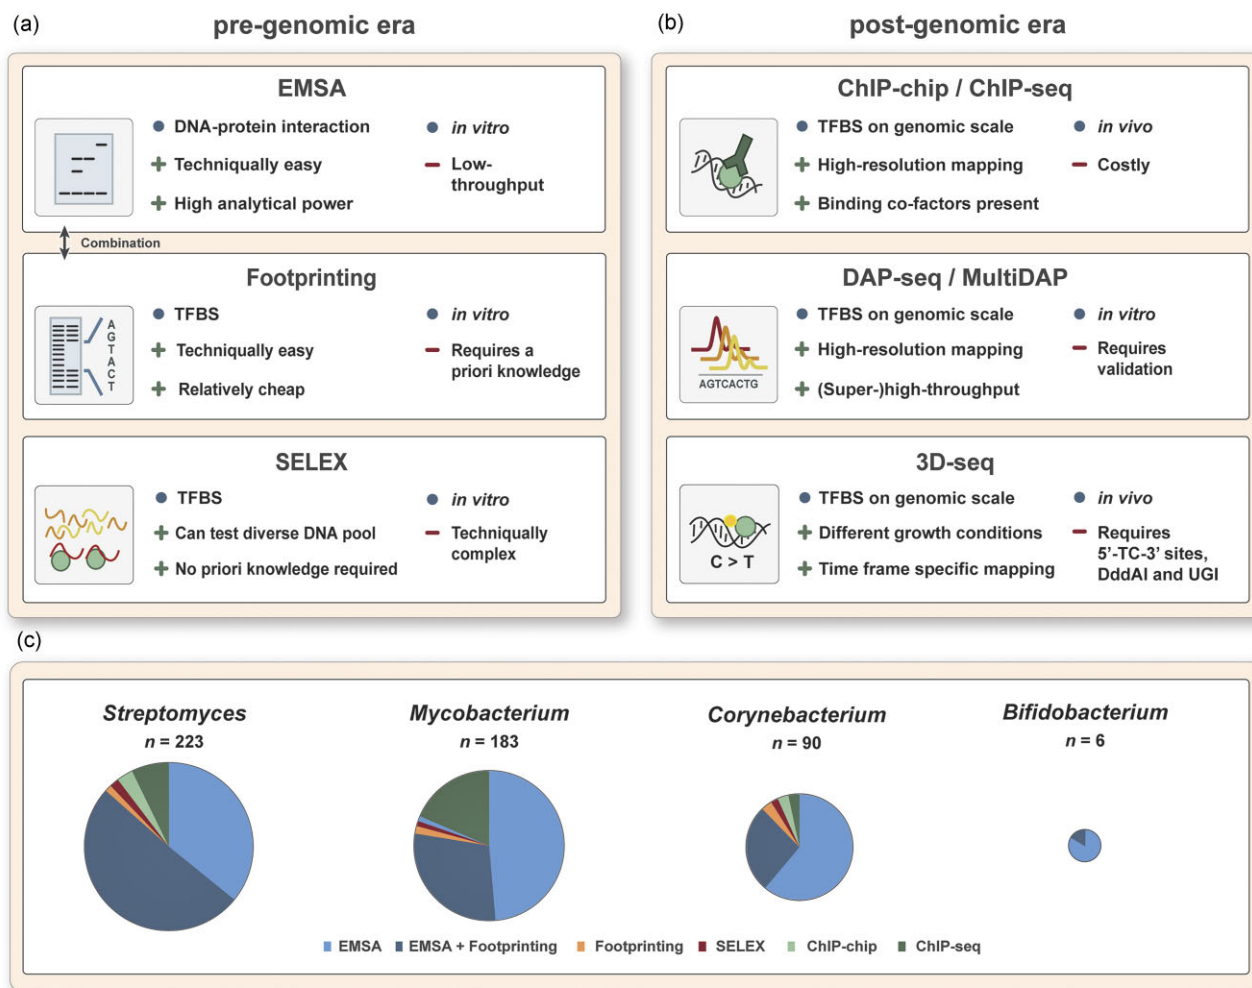 (a)
pre-genomic era
EMSA
DNA-protein interaction
in vitro
Techniqually easy
Low-
throughput
High analytical power
Combination
Footprinting
AGTACT
TFBS
in vitro
Techniqually easy
Requires a
priori knowledge
Relatively cheap
SELEX
TFBS
in vitro
Can test diverse DNA pool
Techniqually
complex
No priori knowledge required
(b)
post-genomic era
ChIP-chip / ChIP-seq
TFBS on genomic scale
in vivo
High-resolution mapping
Costly
Binding co-factors present
DAP-seq / MultiDAP
AGTCACTG
TFBS on genomic scale
in vitro
High-resolution mapping
Requires
validation
(Super-)high-throughput
3D-seq
C > T
TFBS on genomic scale
in vivo
Different growth conditions
Requires
5'-TC-3' sites,
DddAI and UGI
Time frame specific mapping
(c)
Streptomyces
n = 223
Mycobacterium
n = 183
Corynebacterium
n = 90
Bifidobacterium
n = 6
EMSA
EMSA + Footprinting
Footprinting
SELEX
ChIP-chip
ChIP-seq